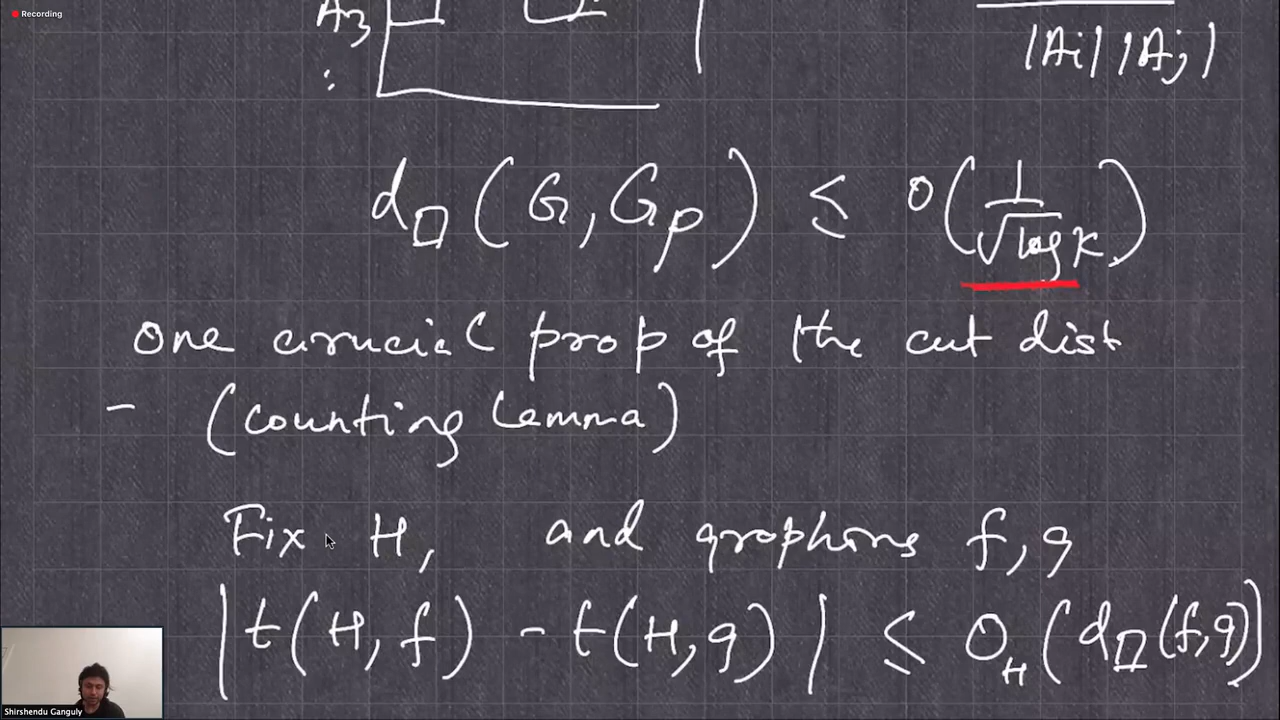 Recording
A3
:
|Ai| |Aj|
d□(G, Gp) ≤ O(1/√log K)
one crucial prop of the cut dist
- (counting Lemma)
Fix H, and graphons f, g
|t(H, f) - t(H, g)| ≤ O_H(d□(f,g))
Shirshendu Ganguly